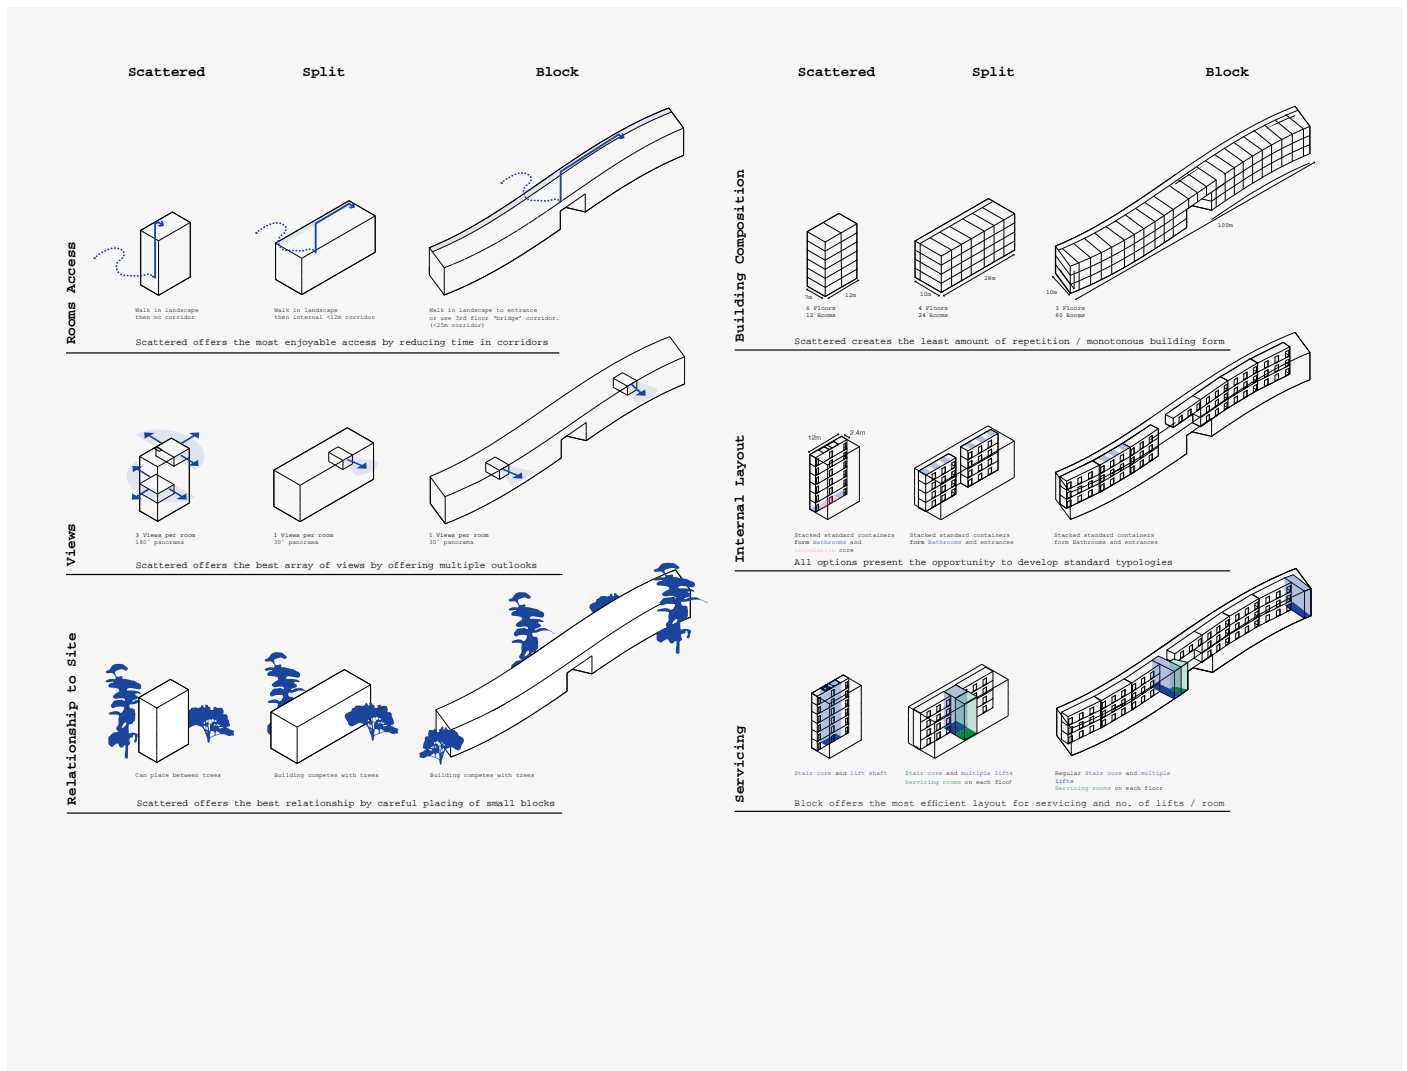 Scattered
Split
Block
Rooms Access
Walk in landscape
then no corridor
Walk in landscape
then internal <12m corridor
Walk in landscape to entrance
or use 3rd floor "bridge" corridor.
(<25m corridor)
Scattered offers the most enjoyable access by reducing time in corridors
Views
3 Views per room
180˚ panorama
1 Views per room
30˚ panorama
1 Views per room
30˚ panorama
Scattered offers the best array of views by offering multiple outlooks
Relationship to Site
Can place between trees
Building competes with trees
Building competes with trees
Scattered offers the best relationship by careful placing of small blocks
Scattered
Split
Block
Building Composition
7m
12m
6 Floors
12 Rooms
10m
28m
4 Floors
24 Rooms
10m
100m
3 Floors
60 Rooms
Scattered creates the least amount of repetition / monotonous building form
Internal Layout
12m
2.4m
Stacked standard containers
form Bathrooms and
circulation core
Stacked standard containers
form Bathrooms and entrances
Stacked standard containers
form Bathrooms and entrances
All options present the opportunity to develop standard typologies
Servicing
Stair core and lift shaft
Stair core and multiple lifts
Servicing rooms on each floof
Regular Stair core and multiple
lifts
Servicing rooms on each floor
Block offers the most efficient layout for servicing and no. of lifts / room